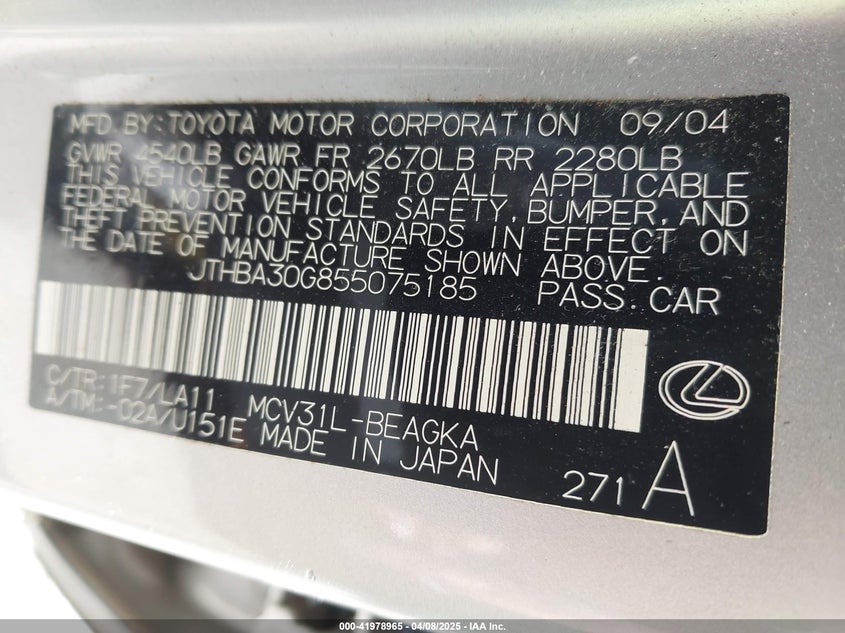 MFD.BY:TOYOTA MOTOR CORPORATION 09/04
GVWR 4540LB GAWR FR 2670LB RR 2280LB
THIS VEHICLE CONFORMS TO ALL APPLICABLE
FEDERAL MOTOR VEHICLE SAFETY, BUMPER, AND
THEFT PREVENTION STANDARDS IN EFFECT ON
THE DATE OF MANUFACTURE SHOWN ABOVE.
JTHBA30G855075185 PASS.CAR
C/TR:1F7/LA11 MCV31L-BEAGKA
A/TM:-02A/U151E MADE IN JAPAN
271 A
000-41978965 - 04/08/2025 - IAA Inc.